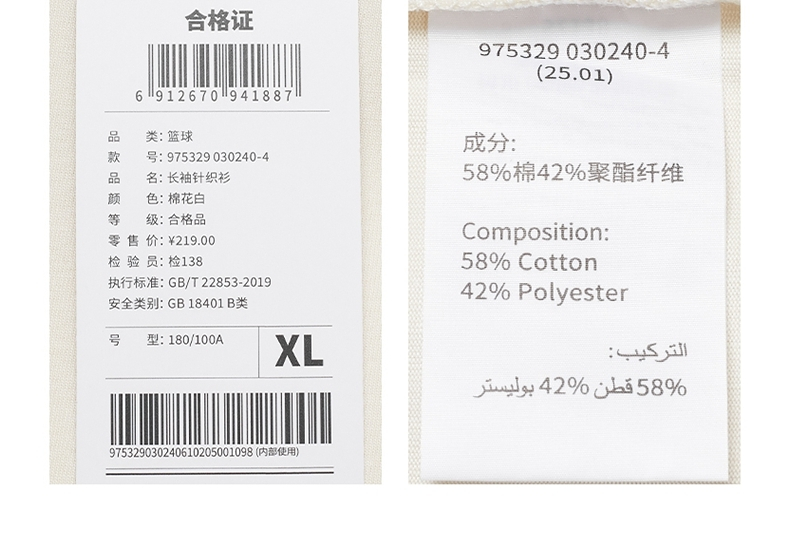 合格证
6 912670 941887
品 类: 篮球
款 号: 975329 030240-4
品 名: 长袖针织衫
颜 色: 棉花白
等 级: 合格品
零 售 价: ¥219.00
检 验 员: 检138
执行标准: GB/T 22853-2019
安全类别: GB 18401 B类
号 型: 180/100A
XL
975329030240610205001098 (内部使用)
975329 030240-4
(25.01)
成分:
58%棉42%聚酯纤维
Composition:
58% Cotton
42% Polyester
التركيب:
58% قطن 42% بوليستر